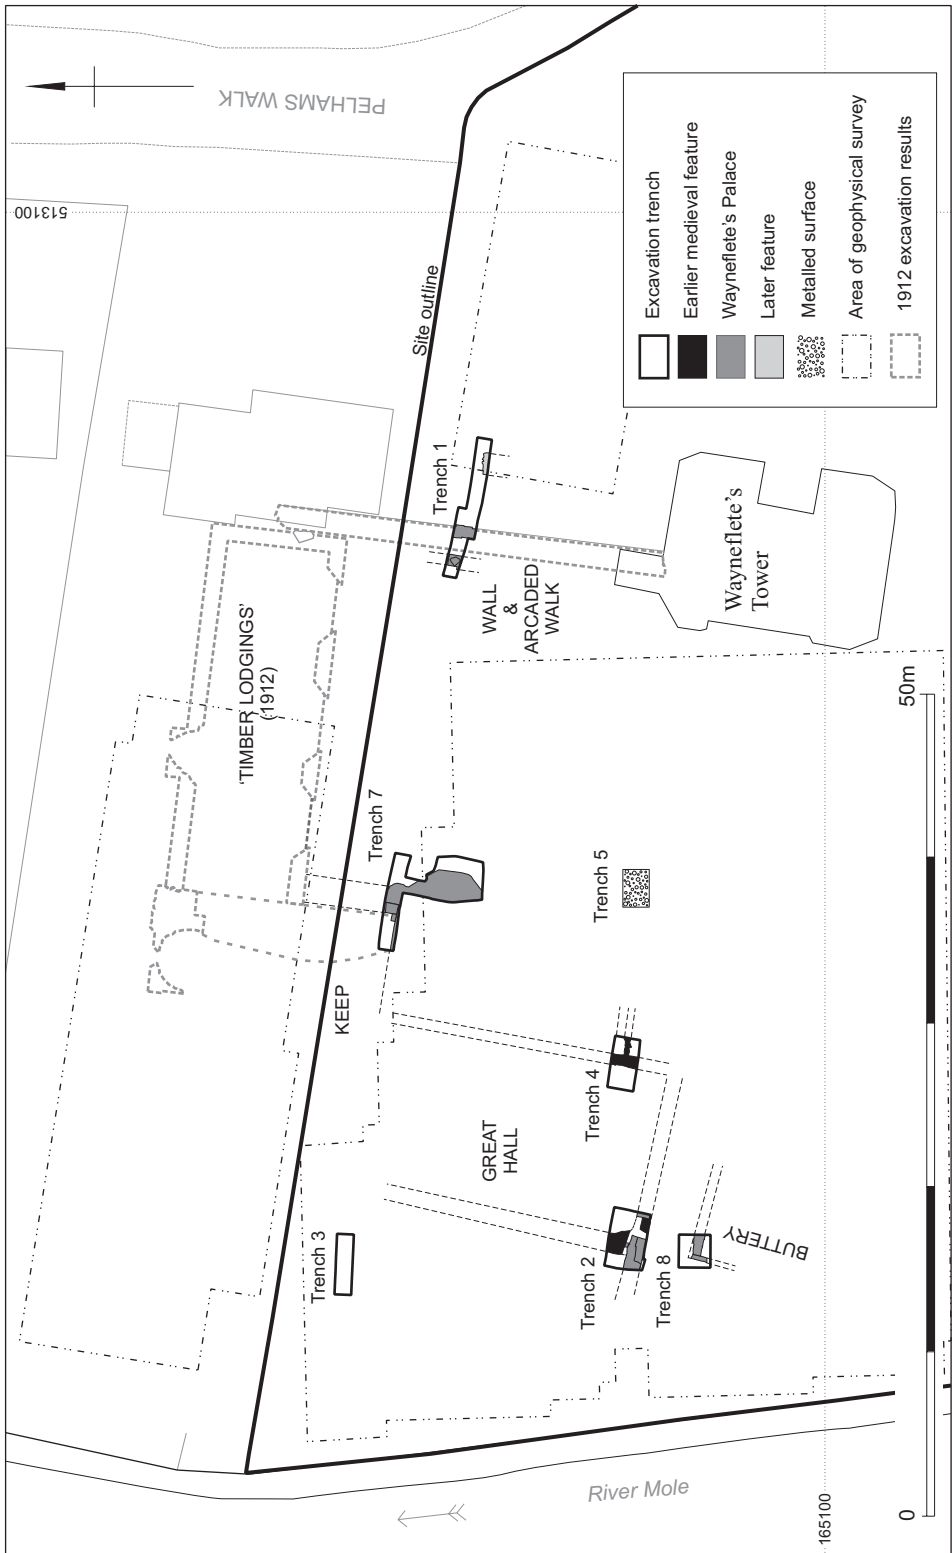 PELHAMS WALK
513100
Site outline
Excavation trench
Earlier medieval feature
Wayneflete's Palace
Later feature
Metalled surface
Area of geophysical survey
1912 excavation results
Trench 1
WALL
&
ARCADED
WALK
Wayneflete's
Tower
'TIMBER LODGINGS'
(1912)
Trench 7
KEEP
Trench 5
Trench 4
GREAT
HALL
Trench 3
Trench 2
Trench 8
BUTTERY
River Mole
165100
0
50m